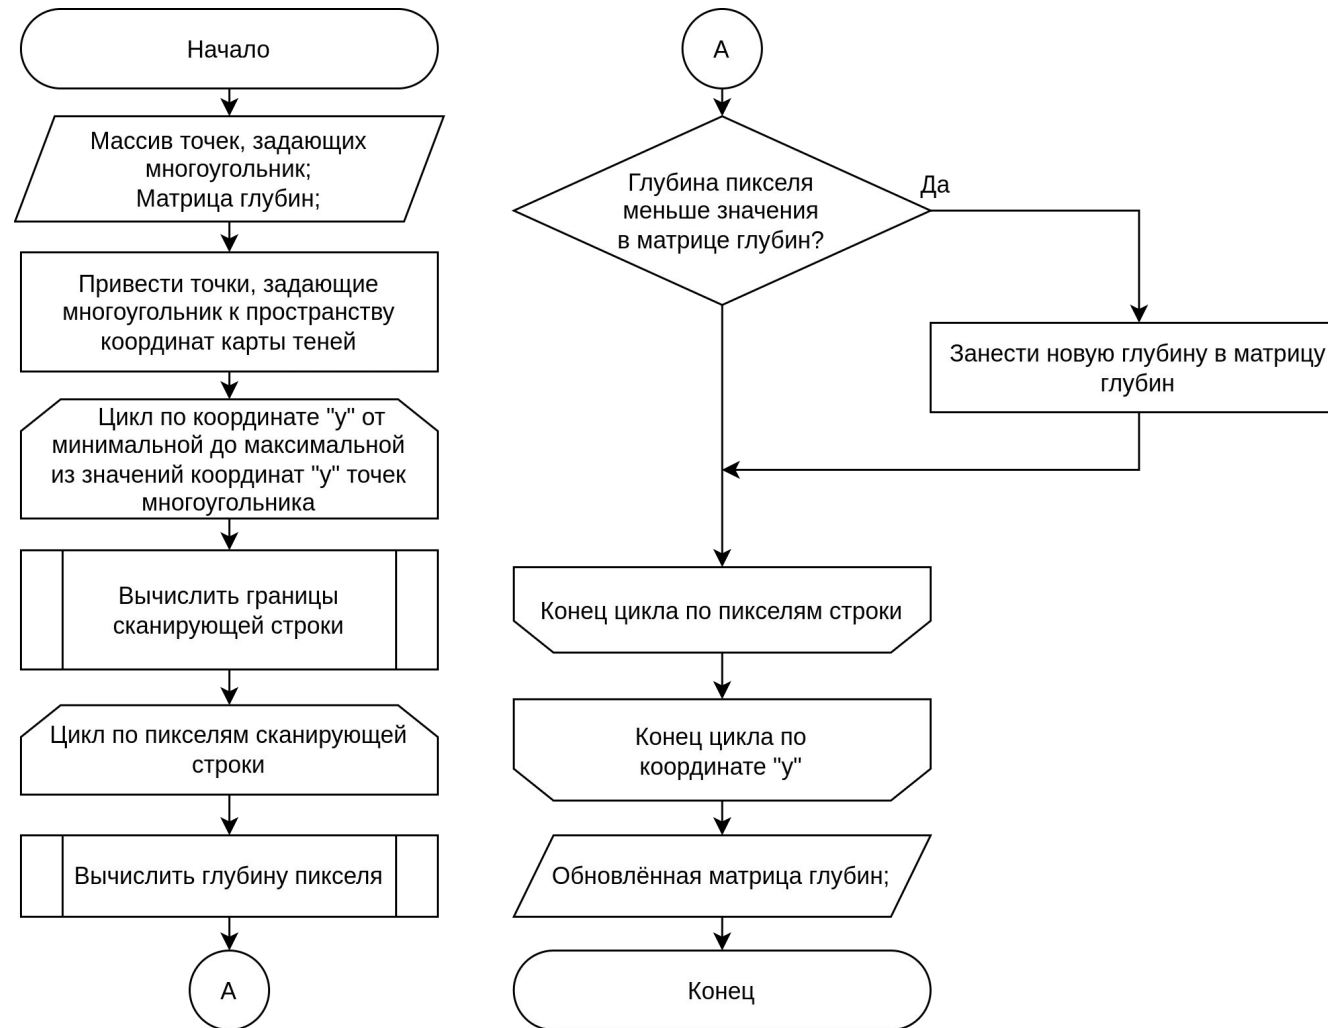 Начало
Массив точек, задающих
многоугольник;
Матрица глубин;
Привести точки, задающие
многоугольник к пространству
координат карты теней
Цикл по координате "y" от
минимальной до максимальной
из значений координат "y" точек
многоугольника
Вычислить границы
сканирующей строки
Цикл по пикселям сканирующей
строки
Вычислить глубину пикселя
А
А
Глубина пикселя
меньше значения
в матрице глубин?
Да
Занести новую глубину в матрицу
глубин
Конец цикла по пикселям строки
Конец цикла по
координате "y"
Обновлённая матрица глубин;
Конец